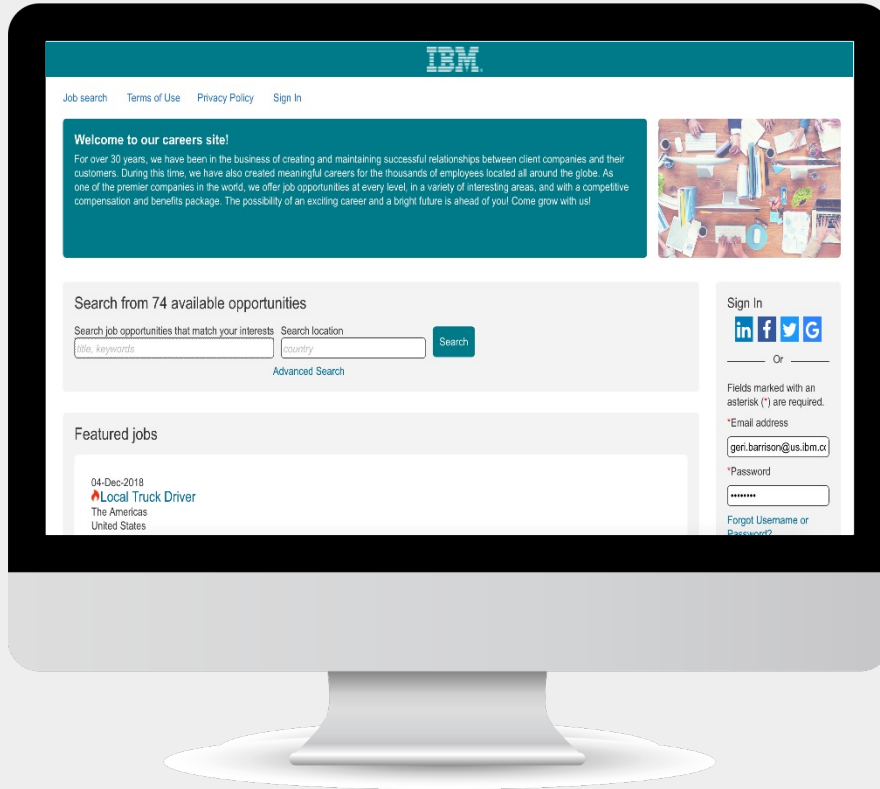 IBM.
Job search Terms of Use Privacy Policy Sign In
Welcome to our careers site!
For over 30 years, we have been in the business of creating and maintaining successful relationships between client companies and their
customers. During this time, we have also created meaningful careers for the thousands of employees located all around the globe. As
one of the premier companies in the world, we offer job opportunities at every level, in a variety of interesting areas, and with a competitive
compensation and benefits package. The possibility of an exciting career and a bright future is ahead of you! Come grow with us!
Search from 74 available opportunities
Search job opportunities that match your interests Search location
title, keywords country Search
Advanced Search
Featured jobs
04-Dec-2018
Local Truck Driver
The Americas
United States
Sign In
in f G
Or
Fields marked with an
asterisk (*) are required.
*Email address
geri.barrison@us.ibm.co
*Password
••••••••
Forgot Username or
Password?